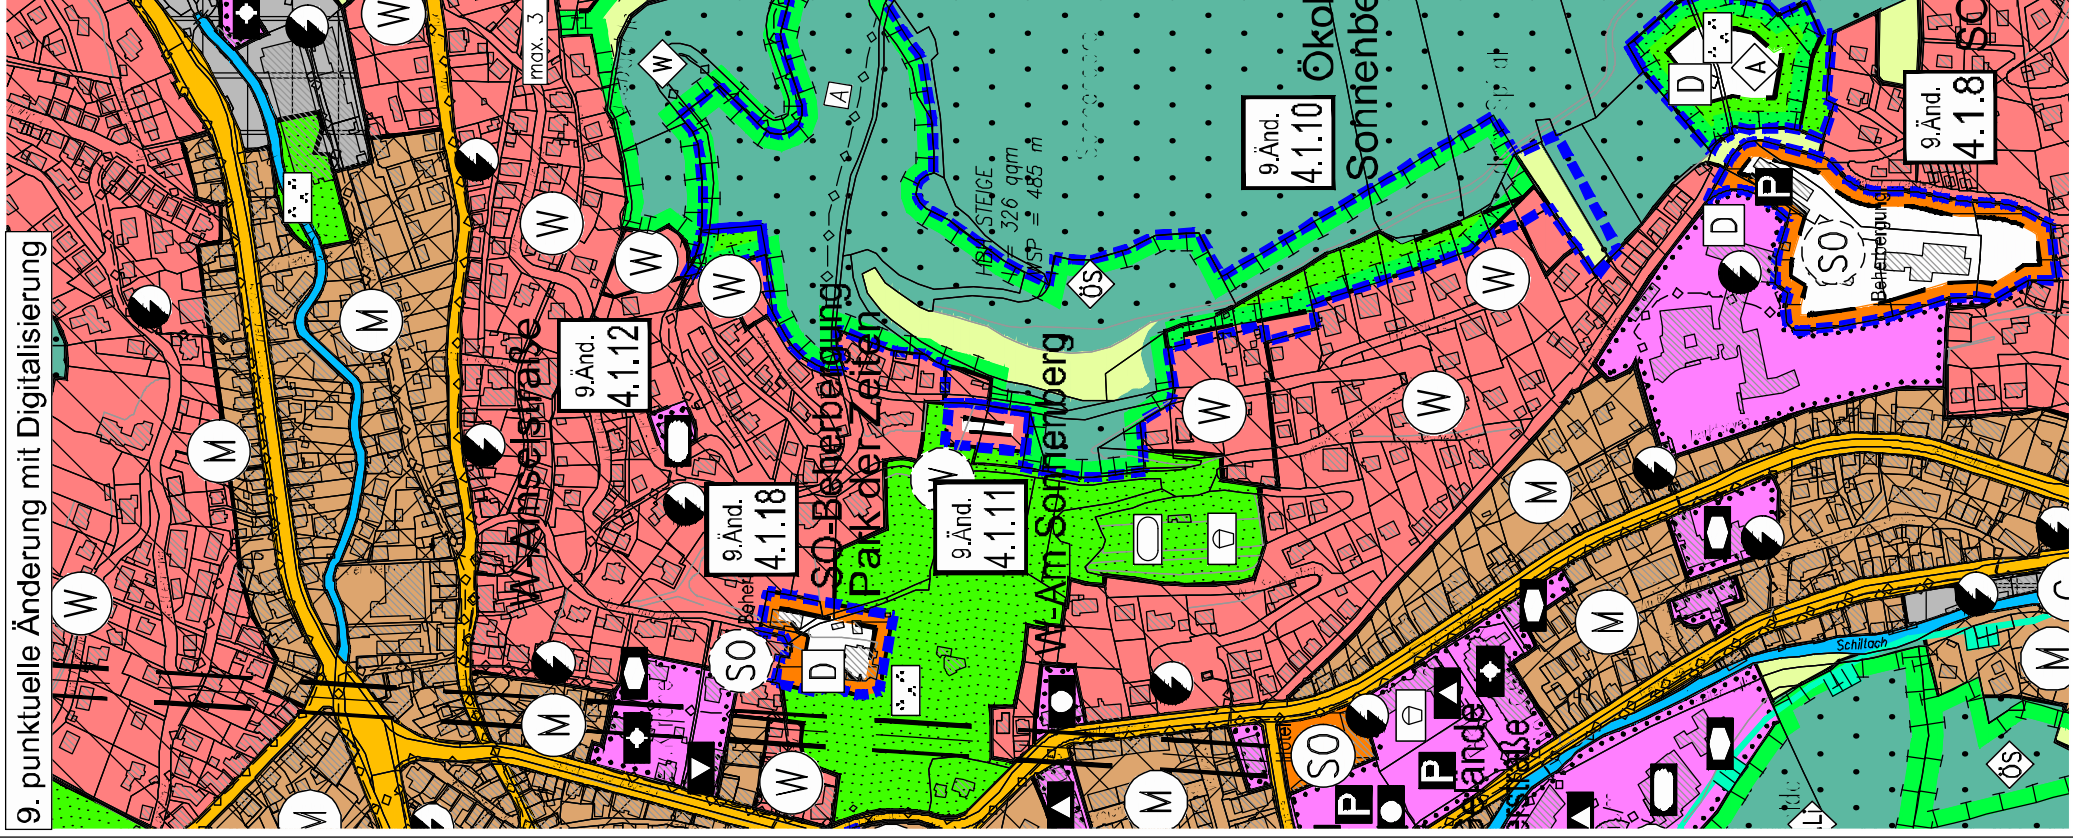 9. punktuelle Änderung mit Digitalisierung
max. 3
9.Änd.
4.1.12
W-Amselstraße
9.Änd.
4.1.18
SO-Beherbergung
Park der Zeiten
9.Änd.
4.1.11
W-Am Sonnenberg
9.Änd.
4.1.10
Sonnenbe
Ökol
9.Änd.
4.1.8
SO
Beherbergung
SO
SO
SO
Schiltach
STEIGE
326 qqm
= 485 m
ÖS
ÖS
W
W
W
W
W
W
W
W
W
W
M
M
M
M
M
M
M
A
A
D
D
D
P
P
P